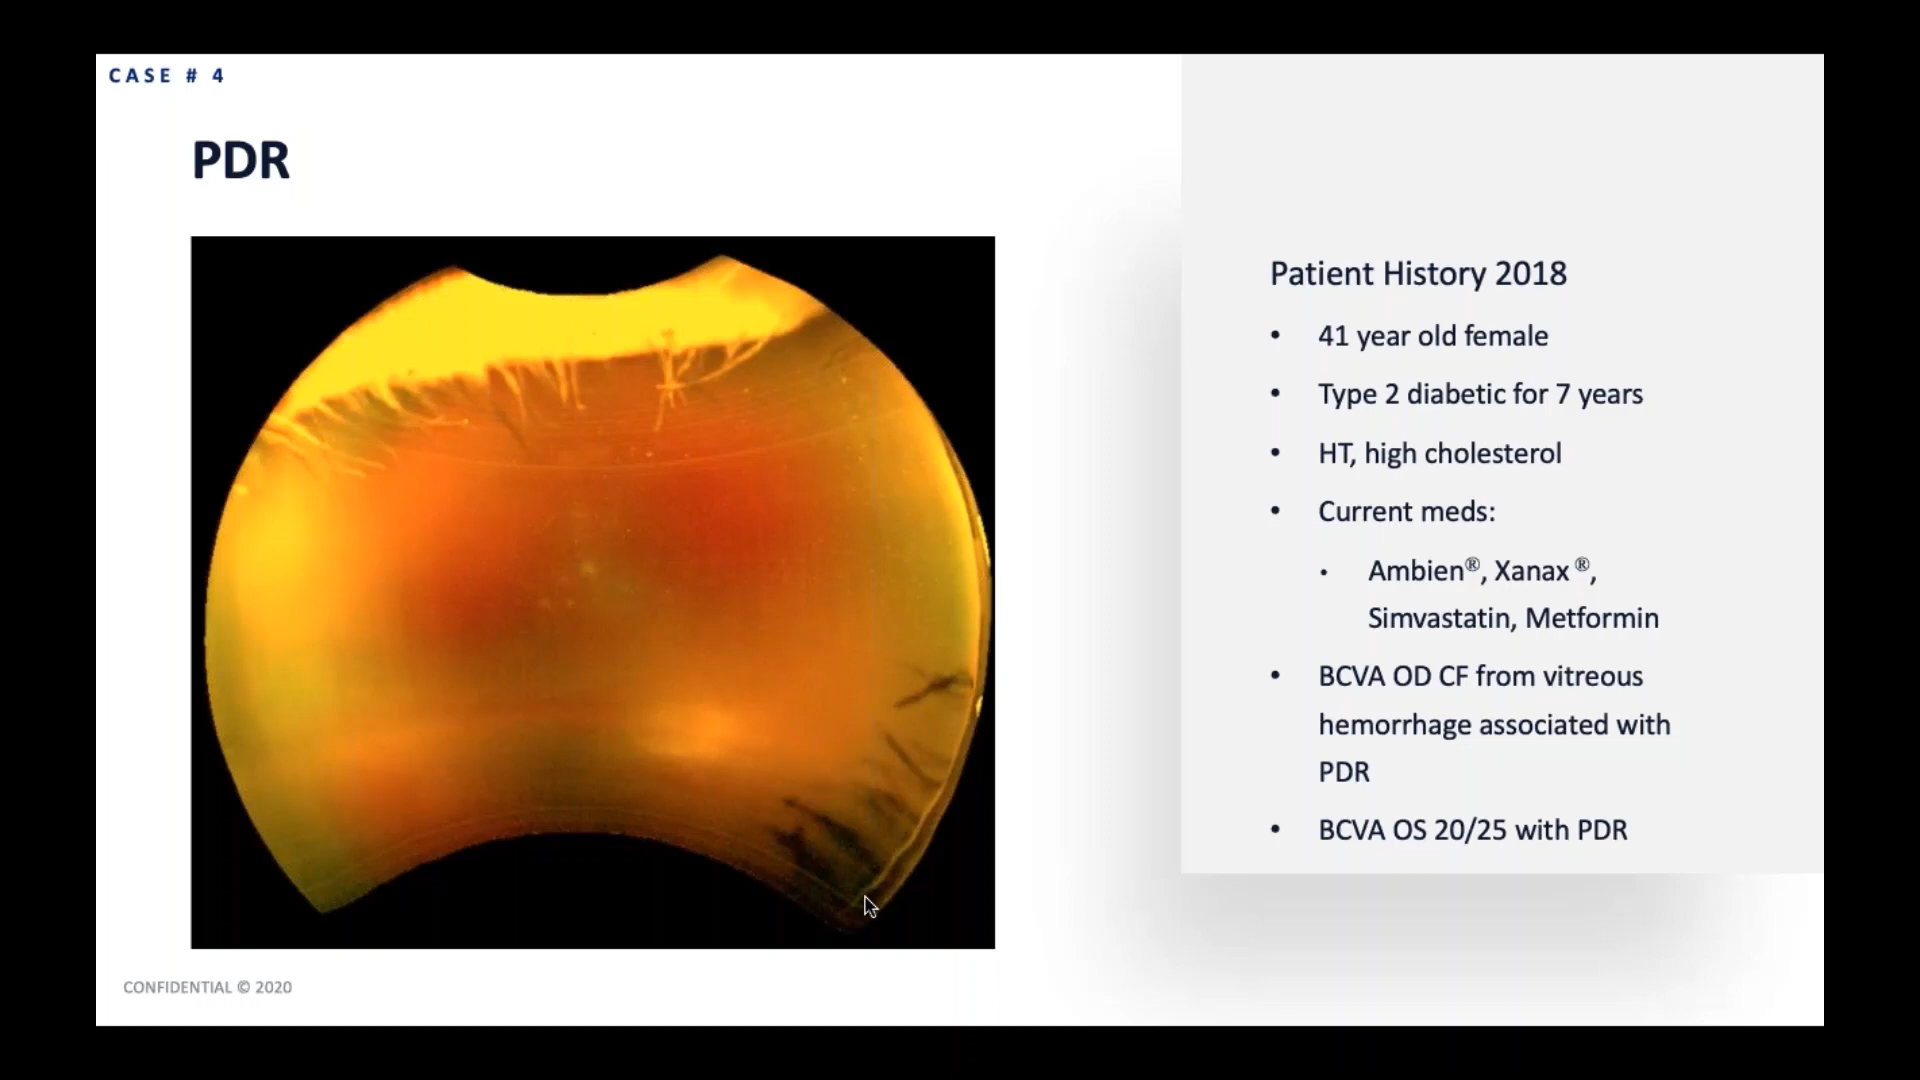 CASE # 4
PDR
Patient History 2018
• 41 year old female
• Type 2 diabetic for 7 years
• HT, high cholesterol
• Current meds:
• Ambien®, Xanax ®,
Simvastatin, Metformin
• BCVA OD CF from vitreous
hemorrhage associated with
PDR
• BCVA OS 20/25 with PDR
CONFIDENTIAL © 2020